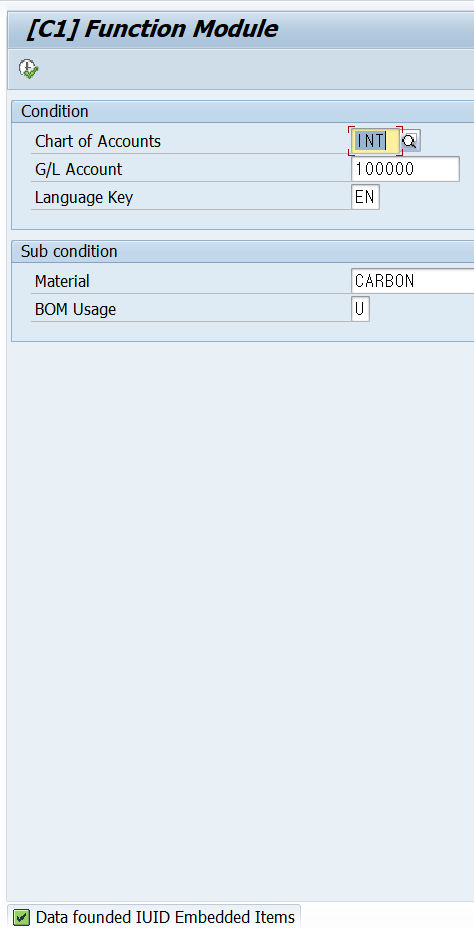 [C1] Function Module
Condition
Chart of Accounts INT
G/L Account 100000
Language Key EN
Sub condition
Material CARBON
BOM Usage U
Data founded IUID Embedded Items